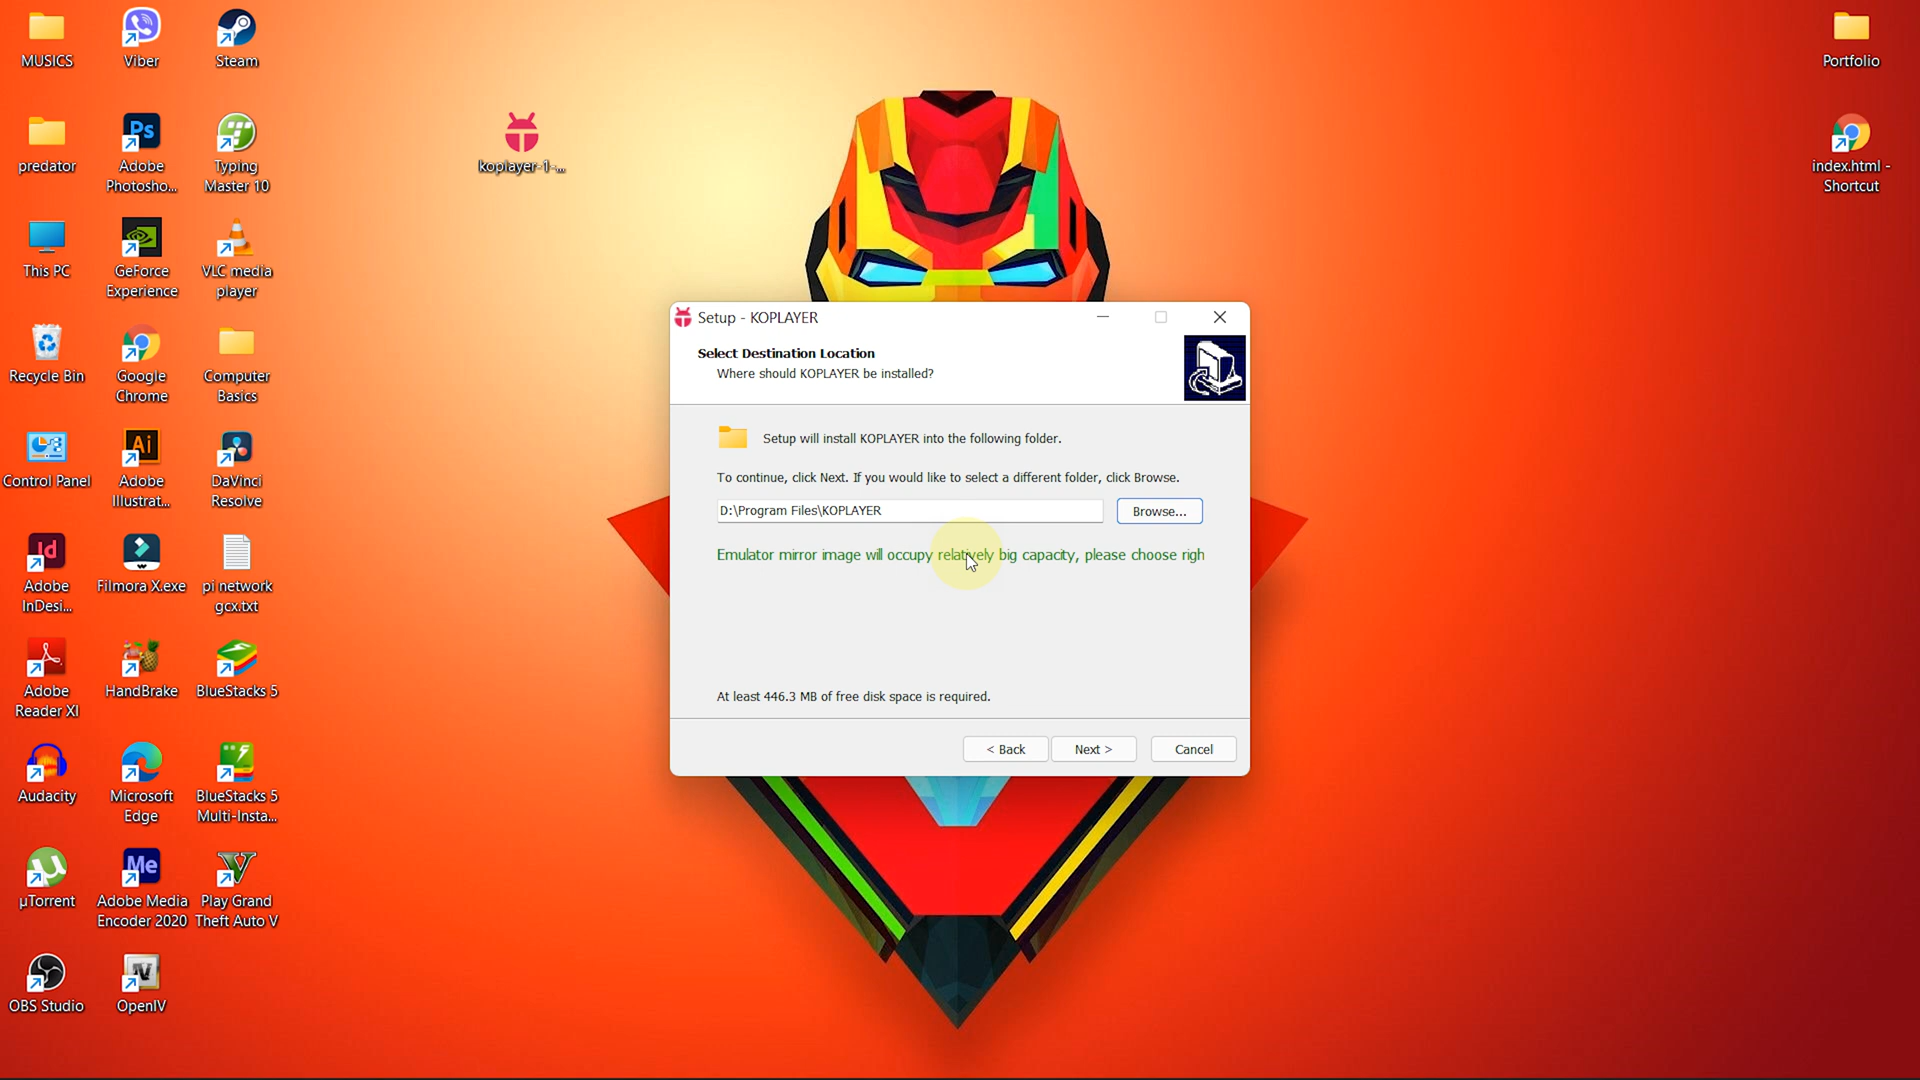 MUSICS
Viber
Steam
Portfolio
predator
Adobe
Photosho...
Typing
Master 10
koplayer-1-...
index.html -
Shortcut
This PC
GeForce
Experience
VLC media
player
Recycle Bin
Google
Chrome
Computer
Basics
Control Panel
Adobe
Illustrat...
DaVinci
Resolve
Adobe
InDesi...
Filmora X.exe
pi network
gcx.txt
Adobe
Reader XI
HandBrake
BlueStacks 5
Audacity
Microsoft
Edge
BlueStacks 5
Multi-Insta...
µTorrent
Adobe Media
Encoder 2020
Play Grand
Theft Auto V
OBS Studio
OpenIV
Ps
Ai
Id
Me
IV
Setup - KOPLAYER
Select Destination Location
Where should KOPLAYER be installed?
Setup will install KOPLAYER into the following folder.
To continue, click Next. If you would like to select a different folder, click Browse.
D:\Program Files\KOPLAYER
Browse...
Emulator mirror image will occupy relatively big capacity, please choose righ
At least 446.3 MB of free disk space is required.
< Back
Next >
Cancel